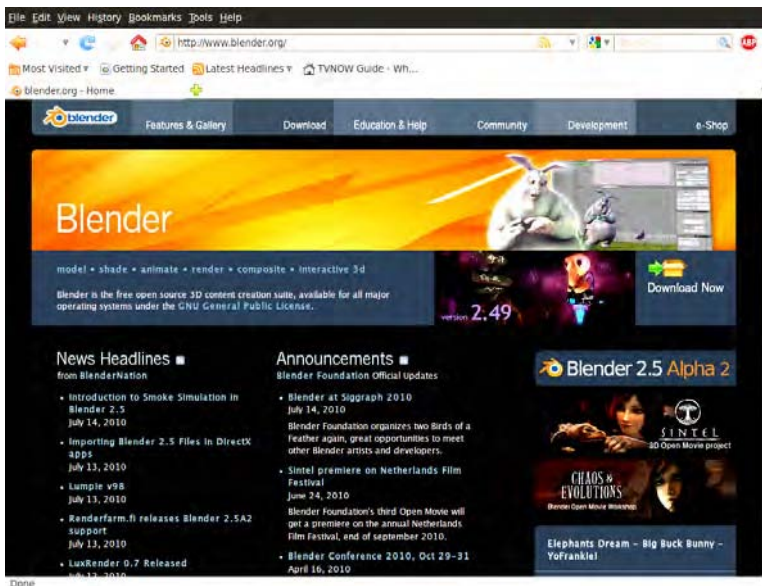 File Edit View History Bookmarks Tools Help
http://www.blender.org/
ABP
Most Visited Getting Started Latest Headlines TVNOW Guide - Wh...
blender.org - Home
blender Features & Gallery Download Education & Help Community Development e-Shop
Blender
model • shade • animate • render • composite • interactive 3d
Blender is the free open source 3D content creation suite, available for all major
operating systems under the GNU General Public License.
version 2.49
Download Now
News Headlines
from BlenderNation
• Introduction to Smoke Simulation in
Blender 2.5
July 14, 2010
• Importing Blender 2.5 Files in DirectX
apps
July 13, 2010
• Lumpie v98
July 13, 2010
• Renderfarm.fi releases Blender 2.5A2
support
July 13, 2010
• LuxRender 0.7 Released
July 13, 2010
Announcements
Blender Foundation Official Updates
• Blender at Siggraph 2010
July 14, 2010
Blender Foundation organizes two Birds of a
Feather again, great opportunities to meet
other Blender artists and developers.
• Sintel premiere on Netherlands Film
Festival
June 24, 2010
Blender Foundation's third Open Movie will
get a premiere on the annual Netherlands
Film Festival, end of september 2010.
• Blender Conference 2010, Oct 29-31
April 16, 2010
Blender 2.5 Alpha 2
SINTEL
3D Open Movie project
CHAOS &
EVOLUTIONS
Blender Open Movie Workshop
Elephants Dream - Big Buck Bunny -
YoFrankie!
Done